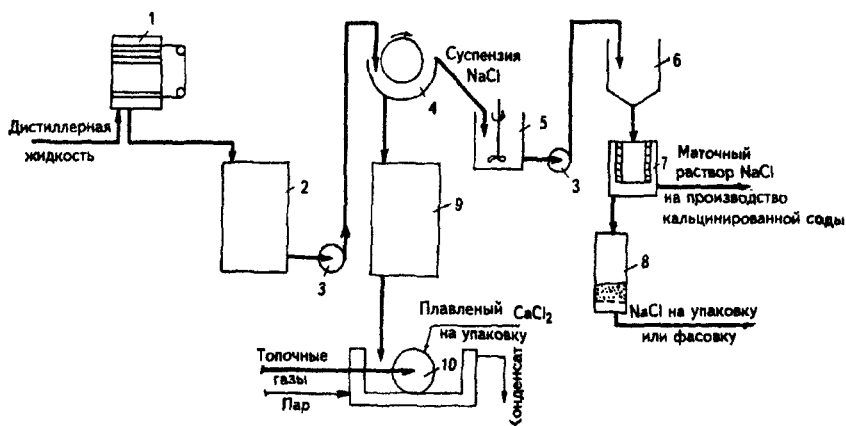 1
Дистиллерная
жидкость
2
3
4
Суспензия
NaCl
5
3
6
7
Маточный
раствор NaCl
на производство
кальцинированной соды
8
NaCl на упаковку
или фасовку
9
Плавленый CaCl₂
на упаковку
10
Топочные
газы
Пар
Конденсат